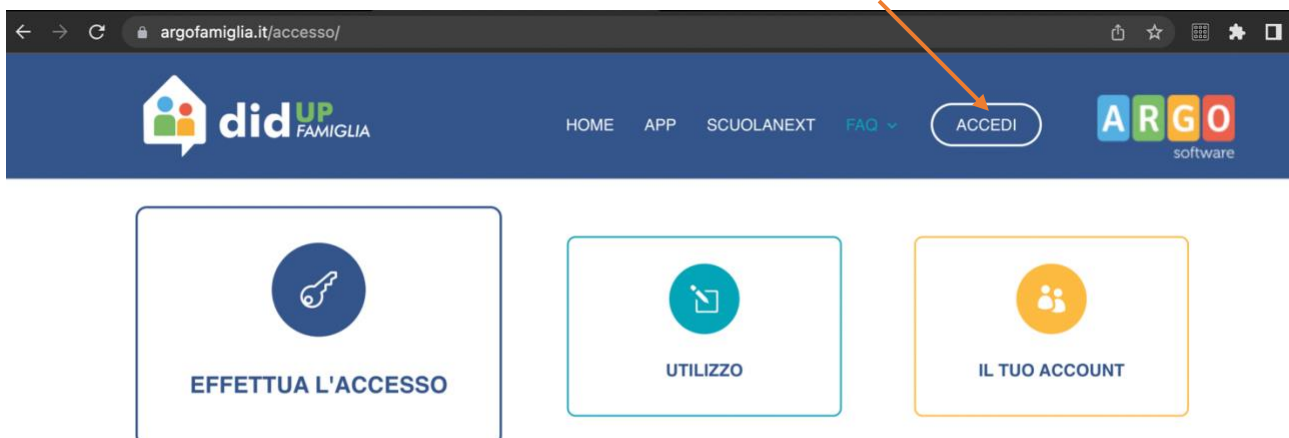 argofamiglia.it/accesso/
did UP FAMIGLIA
HOME APP SCUOLANEXT FAQ ACCEDI
ARGO
software
EFFETTUA L'ACCESSO
UTILIZZO
IL TUO ACCOUNT